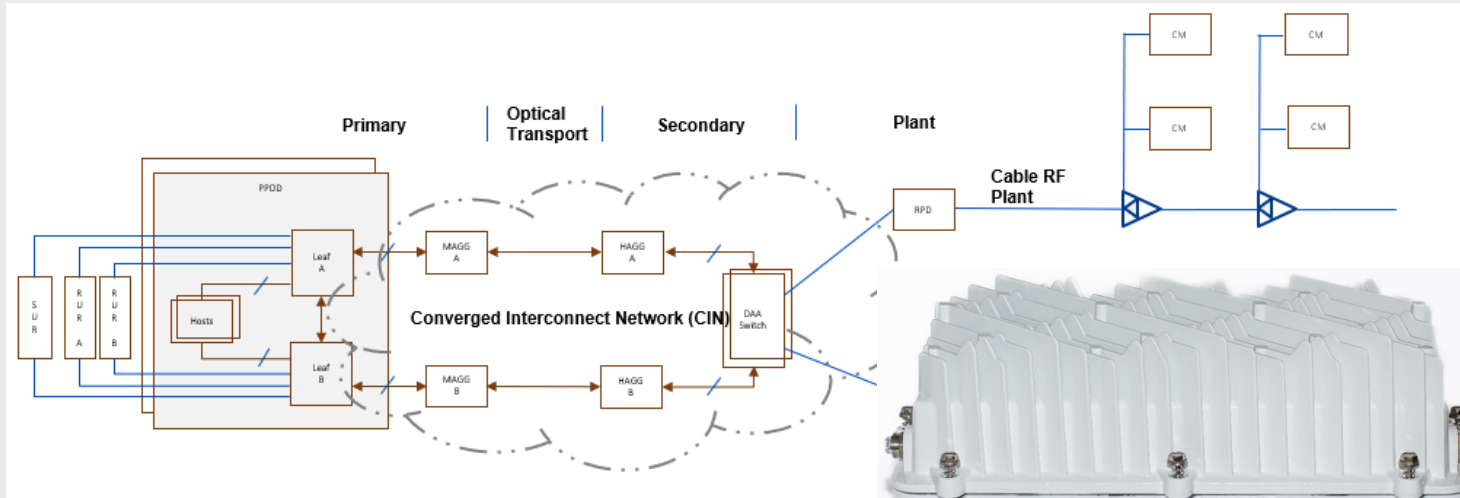 CM
CM
Primary
Optical
Transport
Secondary
Plant
CM
CM
PPOD
Cable RF
Plant
RPD
Leaf
A
MAGG
A
HAGG
A
S
U
R
R
U
R
A
R
U
R
B
Hosts
Converged Interconnect Network (CIN)
DAA
Switch
Leaf
B
MAGG
B
HAGG
B